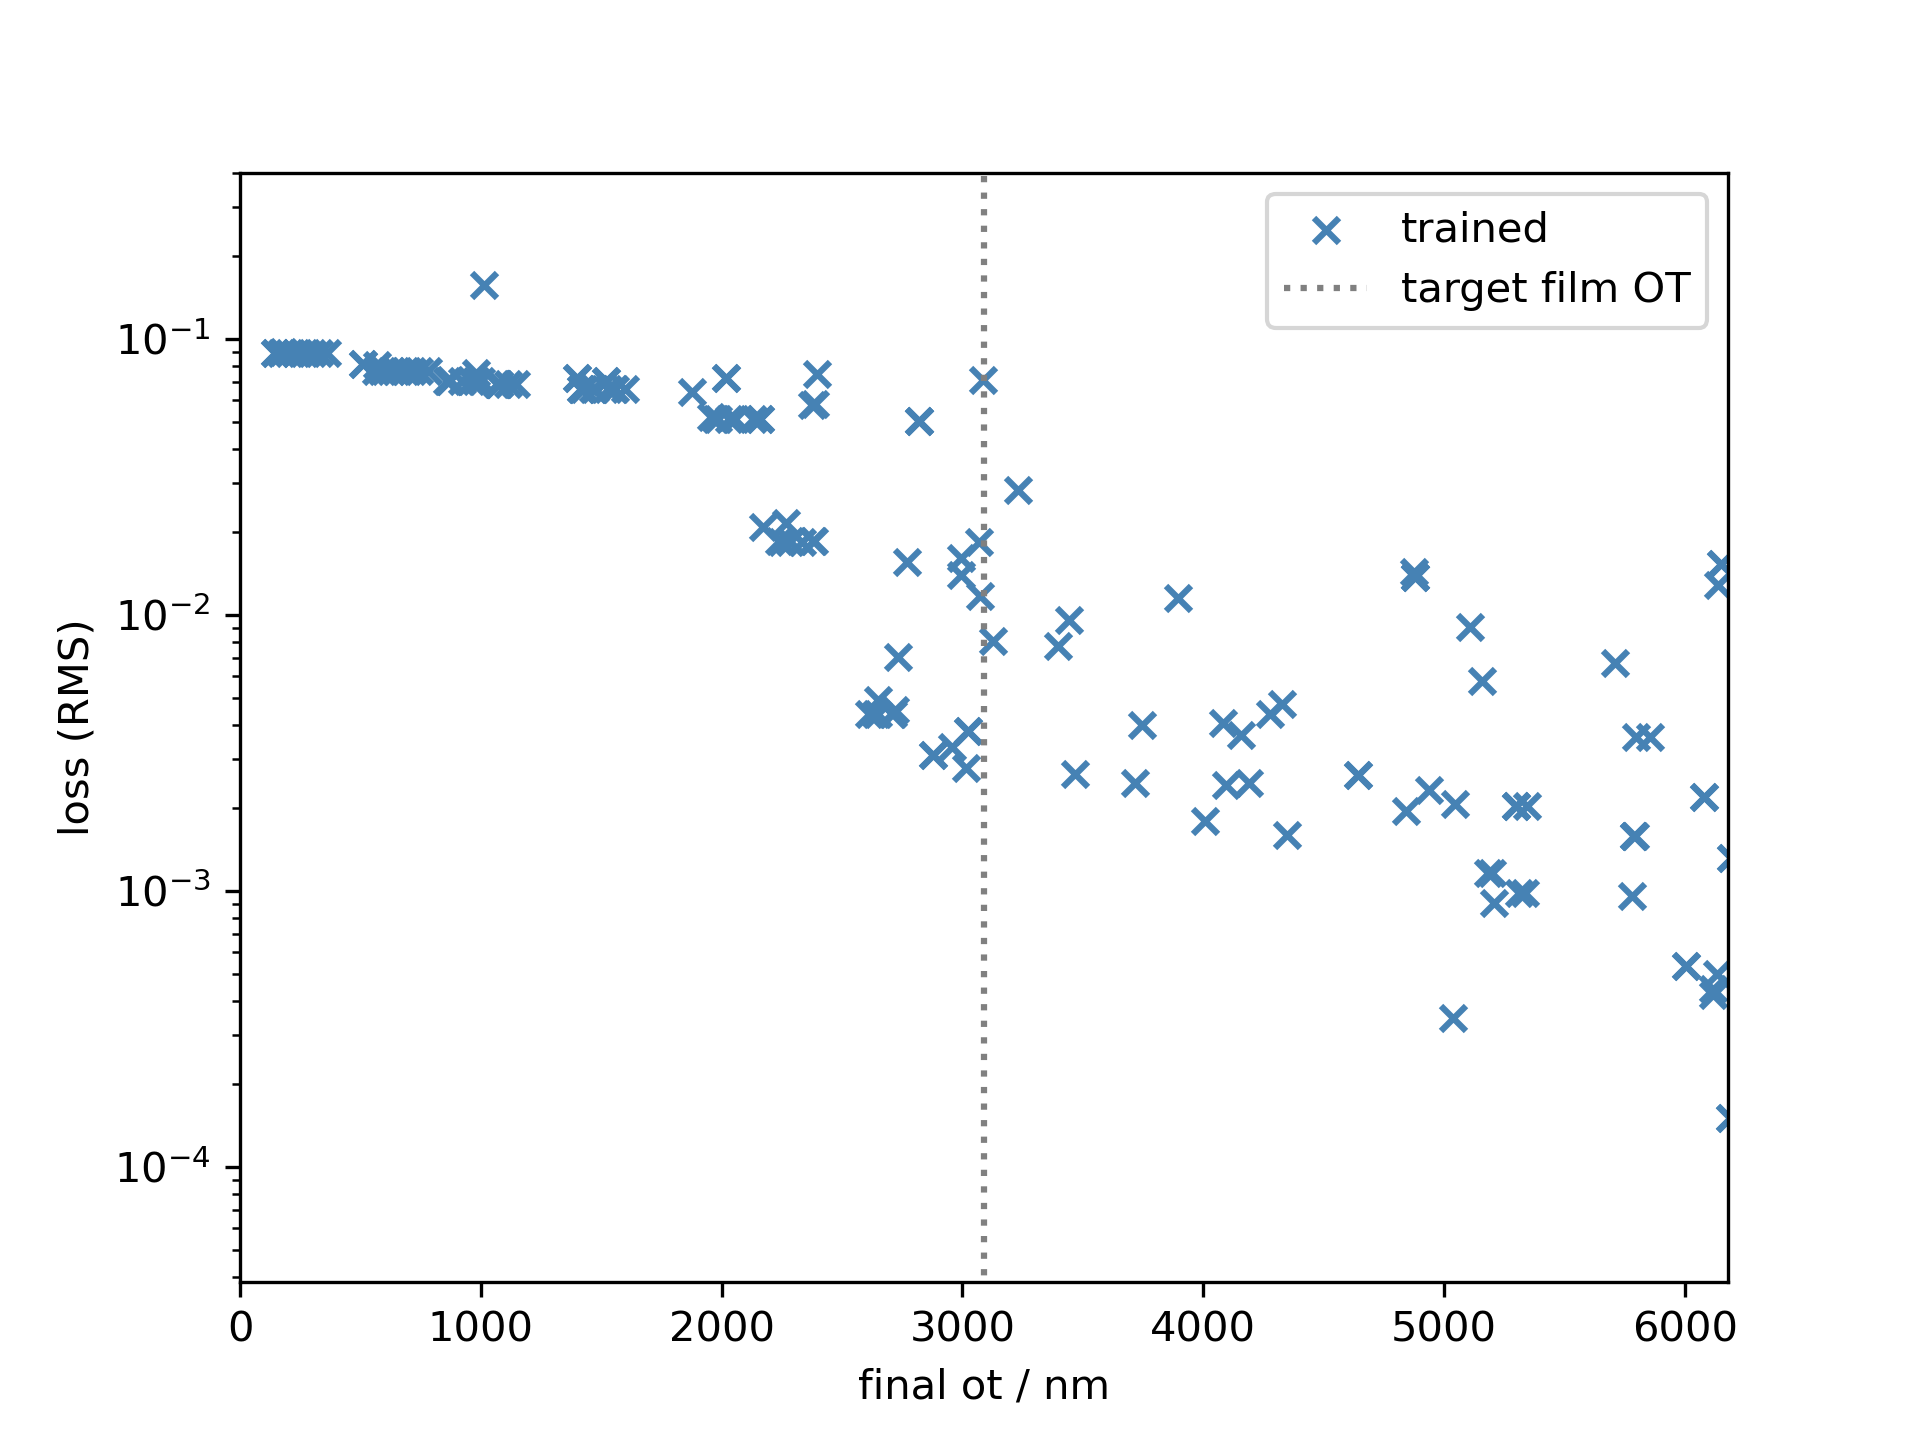 trained
target film OT
10⁻¹
10⁻²
10⁻³
10⁻⁴
loss (RMS)
0 1000 2000 3000 4000 5000 6000
final ot / nm